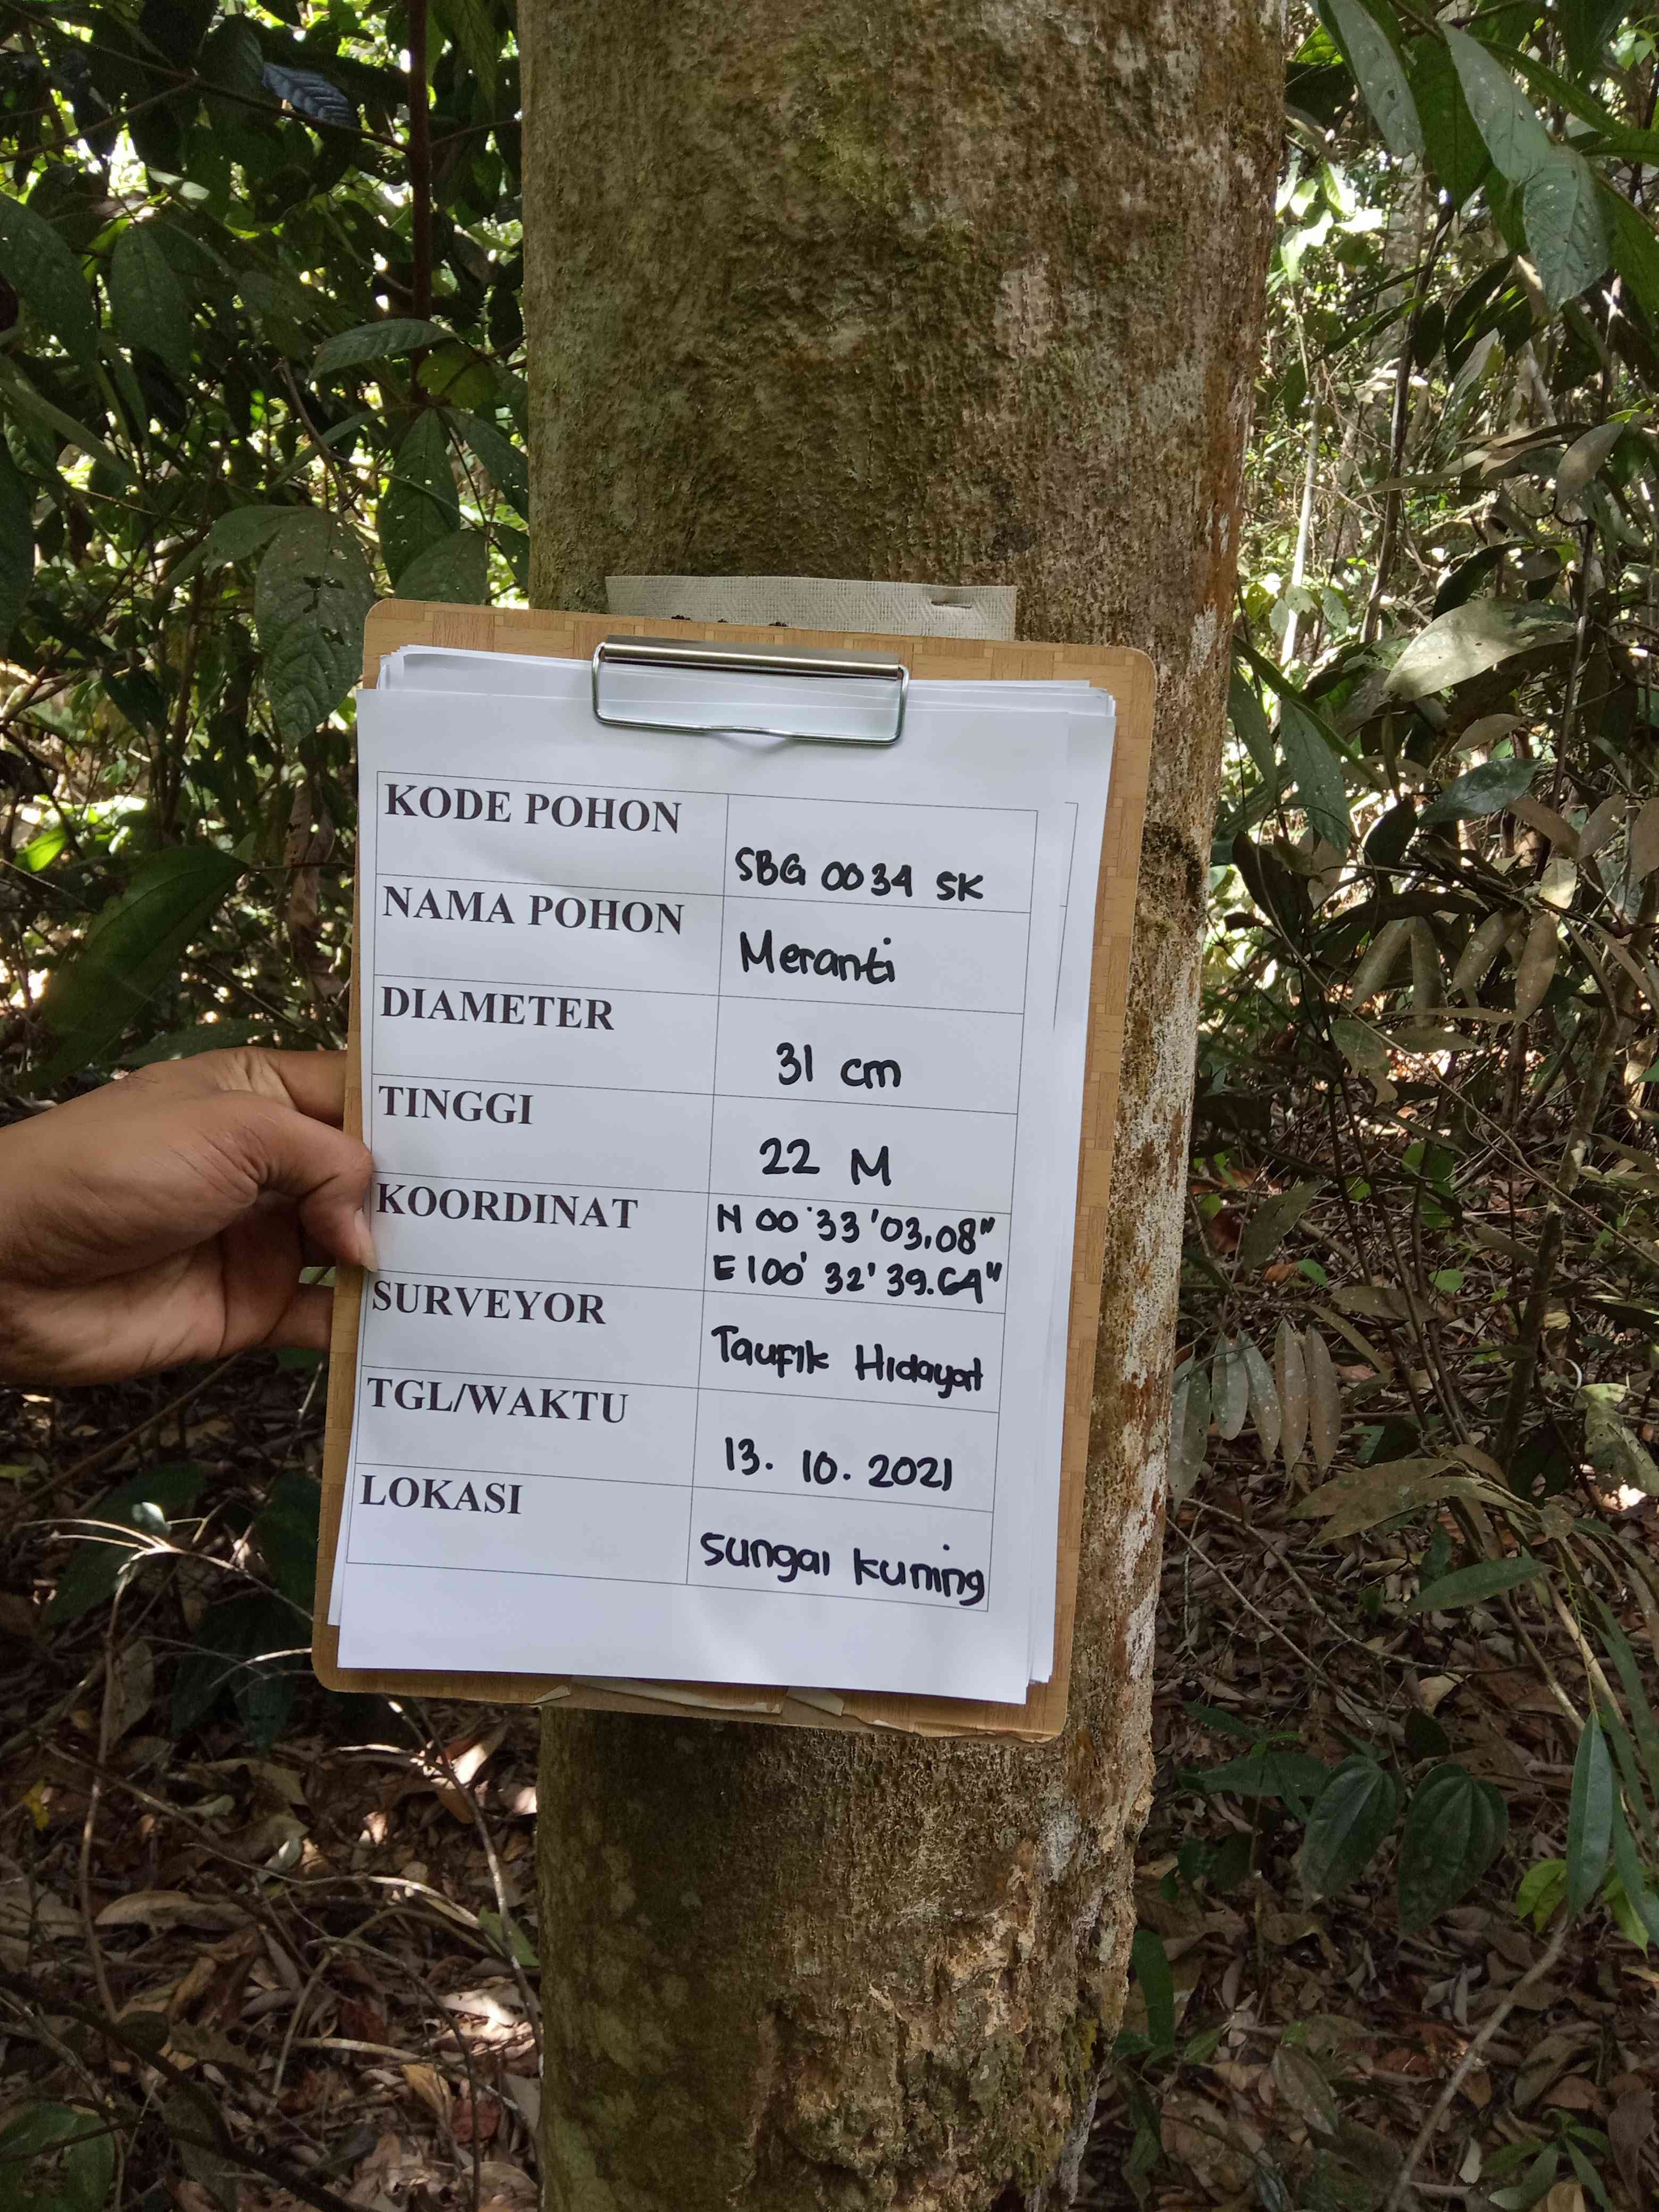 KODE POHON
SBG 0034 SK
NAMA POHON
Meranti
DIAMETER
31 cm
TINGGI
22 M
KOORDINAT
N 00°33'03,08"
E 100° 32' 39.64"
SURVEYOR
Taufik Hidayat
TGL/WAKTU
13. 10. 2021
LOKASI
Sungai kuning